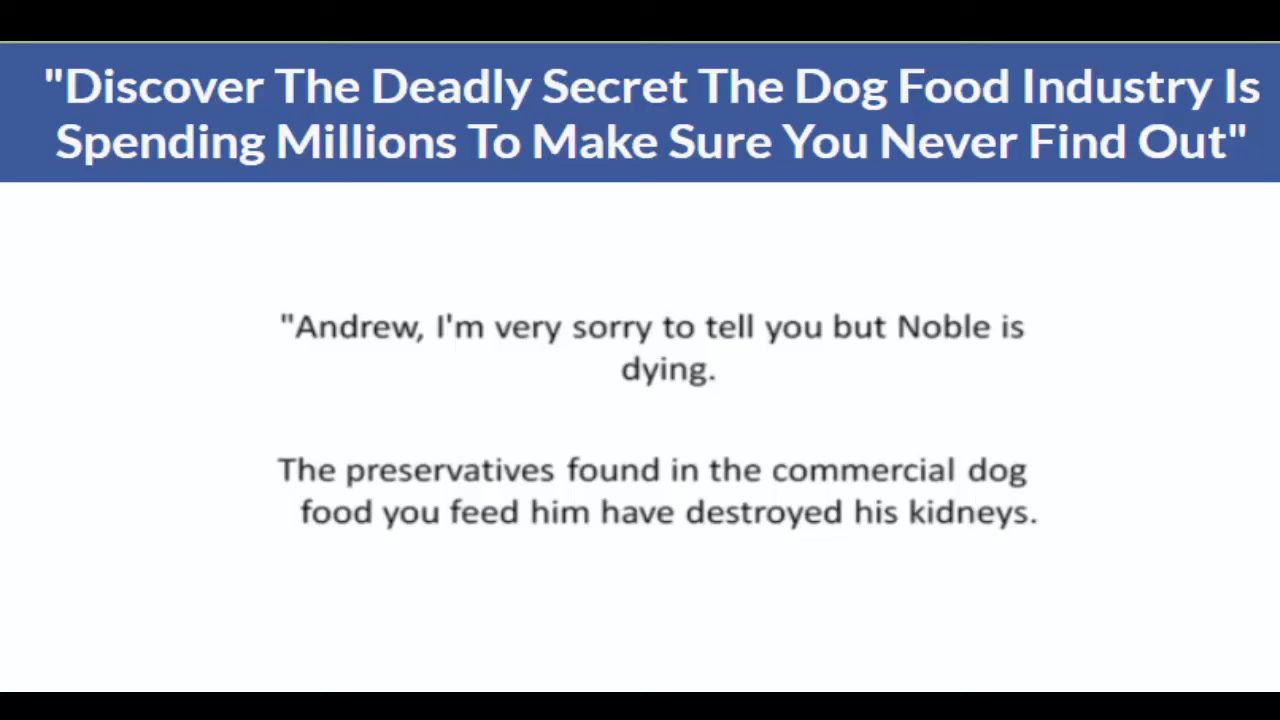 "Discover The Deadly Secret The Dog Food Industry Is
Spending Millions To Make Sure You Never Find Out"
"Andrew, I'm very sorry to tell you but Noble is
dying.
The preservatives found in the commercial dog
food you feed him have destroyed his kidneys.